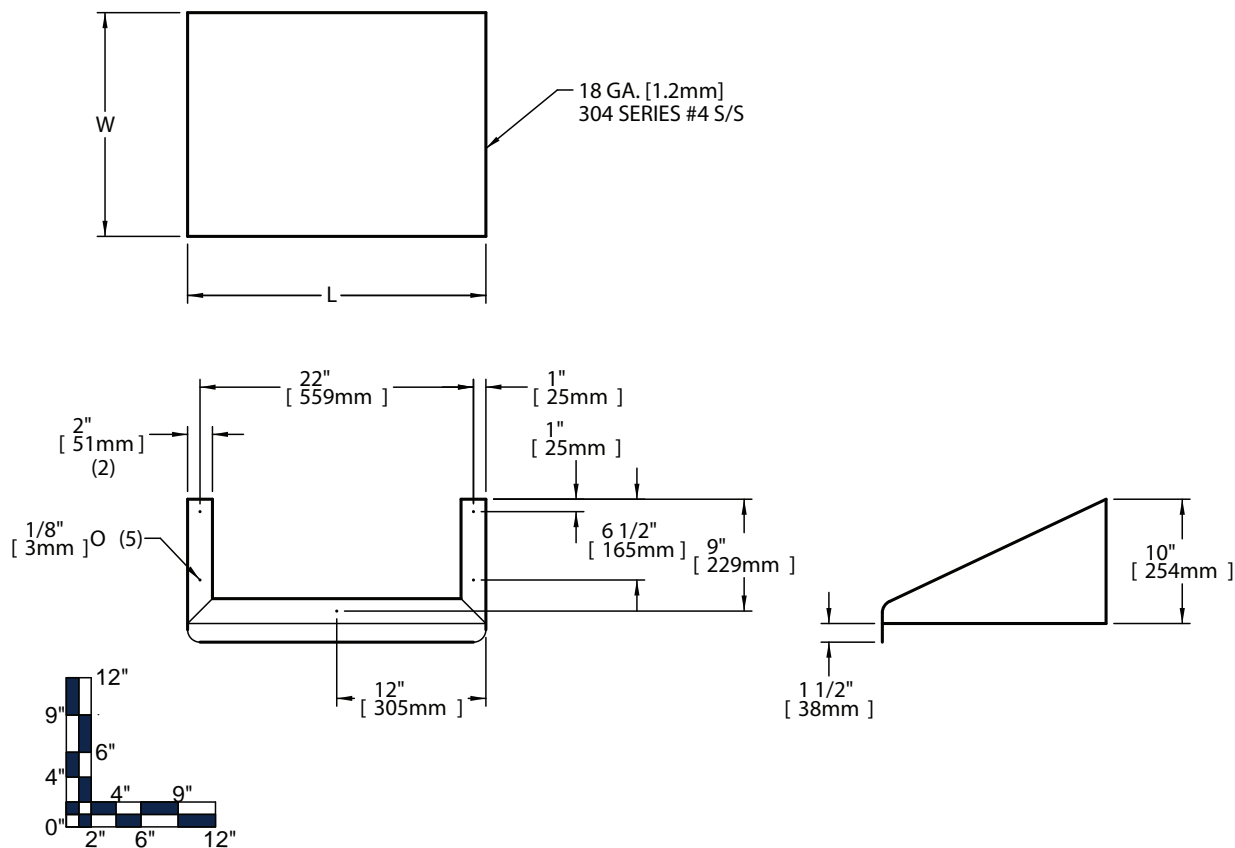 W
18 GA. [1.2mm]
304 SERIES #4 S/S
L
22"
[ 559mm ]
1"
[ 25mm ]
2"
[ 51mm ]
(2)
1"
[ 25mm
1/8"
[ 3mm ] O (5)
6 1/2"
[ 165mm ]
9"
[ 229mm ]
10"
[ 254mm ]
12"
[ 305mm ]
1 1/2"
[ 38mm ]
12"
9"
6"
4"
4" 9"
0"
2" 6" 12"